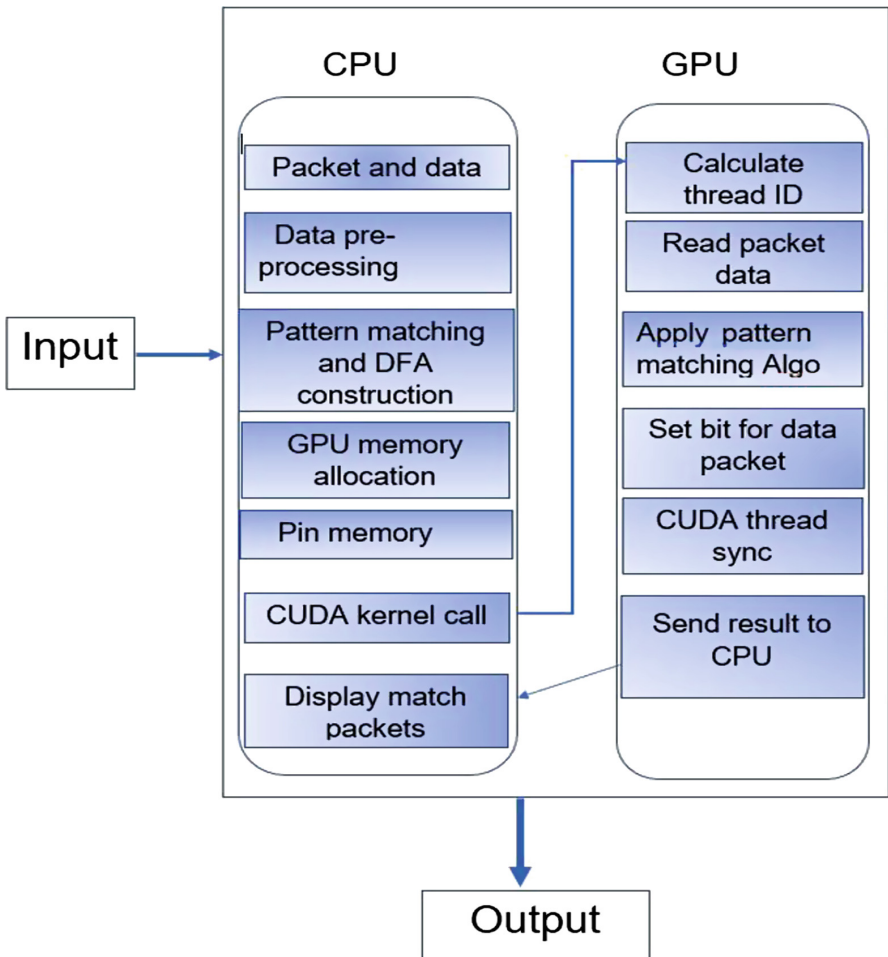 Input
CPU
Packet and data
Data pre-
processing
Pattern matching
and DFA
construction
GPU memory
allocation
Pin memory
CUDA kernel call
Display match
packets
GPU
Calculate
thread ID
Read packet
data
Apply pattern
matching Algo
Set bit for data
packet
CUDA thread
sync
Send result to
CPU
Output